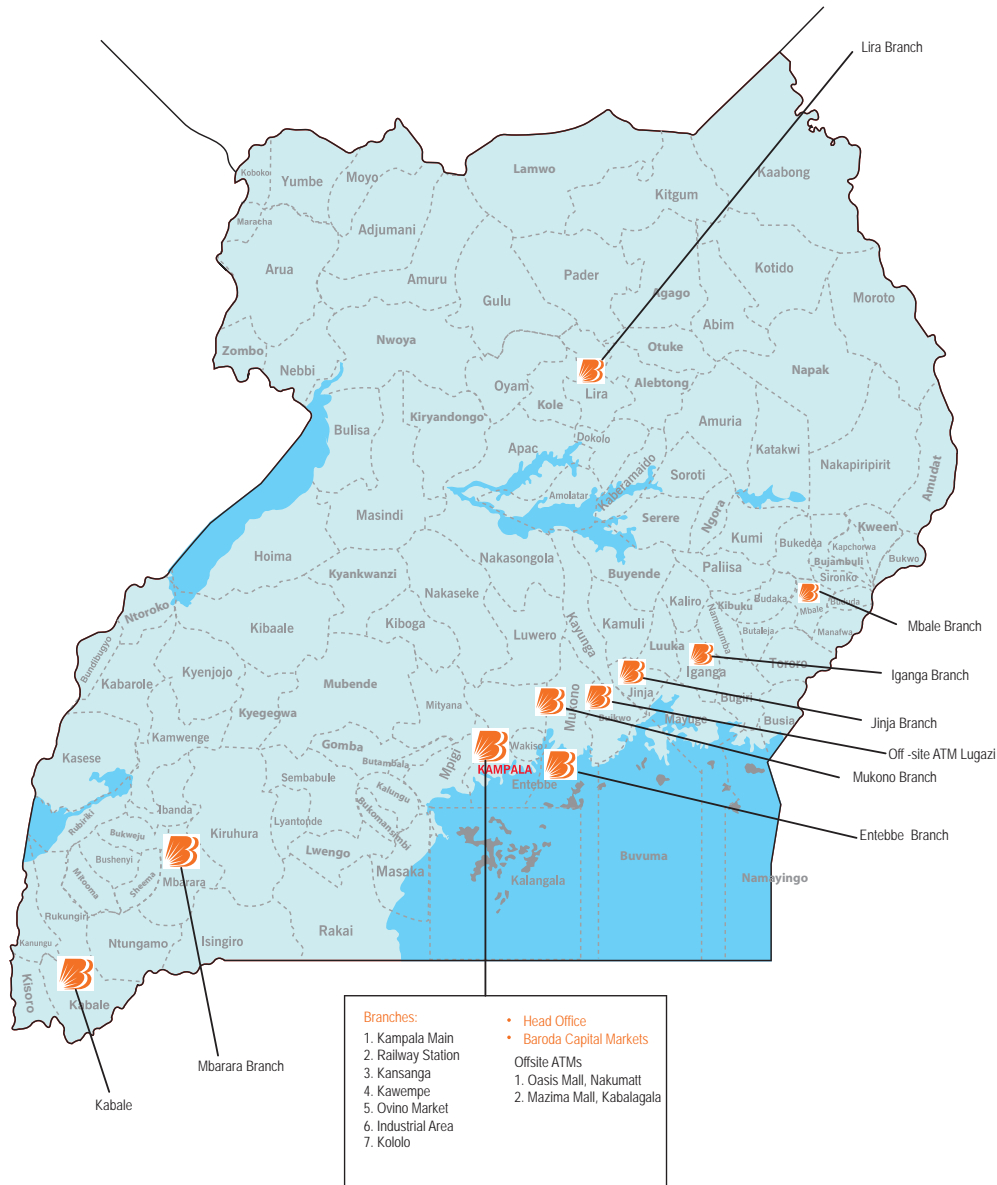 Lira Branch
Koboko
Yumbe
Moyo
Lamwo
Kaabong
Kitgum
Maracha
Adjumani
Arua
Amuru
Pader
Kotido
Gulu
Agago
Moroto
Abim
Zombo
Nwoya
Otuke
Nebbi
Napak
Oyam
Lira
Alebtong
Kole
Kiryandongo
Amuria
Bulisa
Dokolo
Apac
Katakwi
Nakapiripirit
Kaberamaido
Soroti
Amudat
Amolatar
Masindi
Serere
Ngora
Kween
Kumi
Bukedea
Kapchorwa
Hoima
Nakasongola
Bujambuli
Bukwo
Kyankwanzi
Buyende
Paliisa
Sironko
Nakaseke
Kaliro
Kibuku
Budaka
Bududa
Mbale
Ntoroko
Kibaale
Kiboga
Luwero
Kayunga
Kamuli
Namutumba
Butaleja
Manafwa
Mbale Branch
Bundibugyo
Kyenjojo
Luuka
Iganga
Tororo
Iganga Branch
Kabarole
Mubende
Mityana
Mukono
Jinja
Bugiri
Kyegegwa
Buikwo
Mayuge
Busia
Jinja Branch
Kamwenge
Gomba
Mpigi
Wakiso
Off -site ATM Lugazi
Kasese
Butambala
KAMPALA
Mukono Branch
Sembabule
Kalungu
Entebbe
Rubiriki
Ibanda
Lyantonde
Bukomansimbi
Entebbe Branch
Bukweju
Kiruhura
Bushenyi
Lwengo
Buvuma
Mitooma
Sheema
Mbarara
Masaka
Kalangala
Namayingo
Rukungiri
Kanungu
Ntungamo
Isingiro
Rakai
Kisoro
Kabale
Mbarara Branch
Kabale
Branches:
1. Kampala Main
2. Railway Station
3. Kansanga
4. Kawempe
5. Ovino Market
6. Industrial Area
7. Kololo
• Head Office
• Baroda Capital Markets
Offsite ATMs
1. Oasis Mall, Nakumatt
2. Mazima Mall, Kabalagala